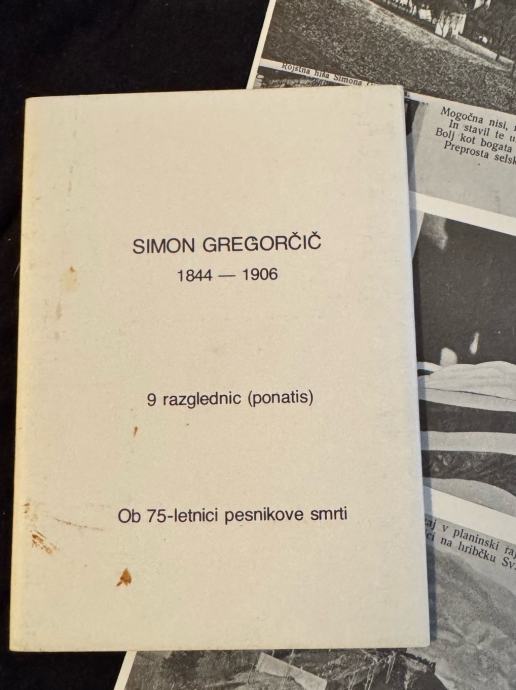 SIMON GREGORČIČ
1844 — 1906
9 razglednic (ponatis)
Ob 75-letnici pesnikove smrti
Rojstna hiša Simona
Mogočna nisi,
In stavil te
Bolj kot bogata
Preprosta selsk
v planinski raj
na hribčku Sv.